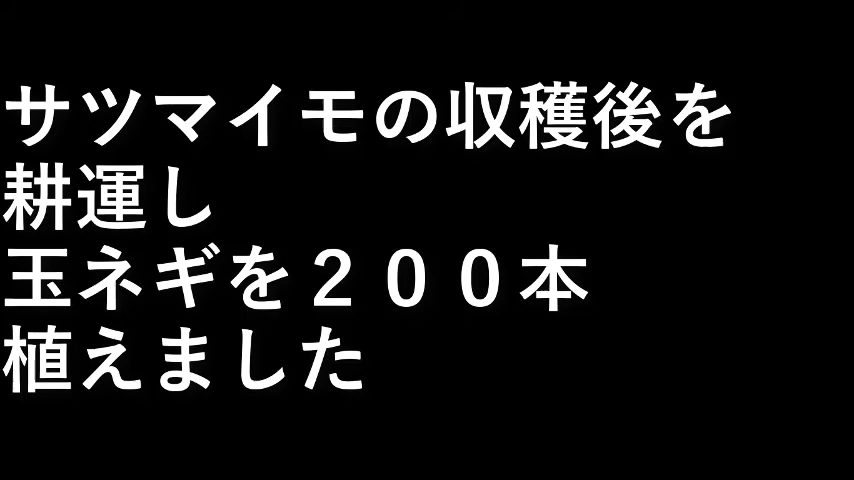 サツマイモの収穫後を
耕運し
玉ネギを２００本
植えました